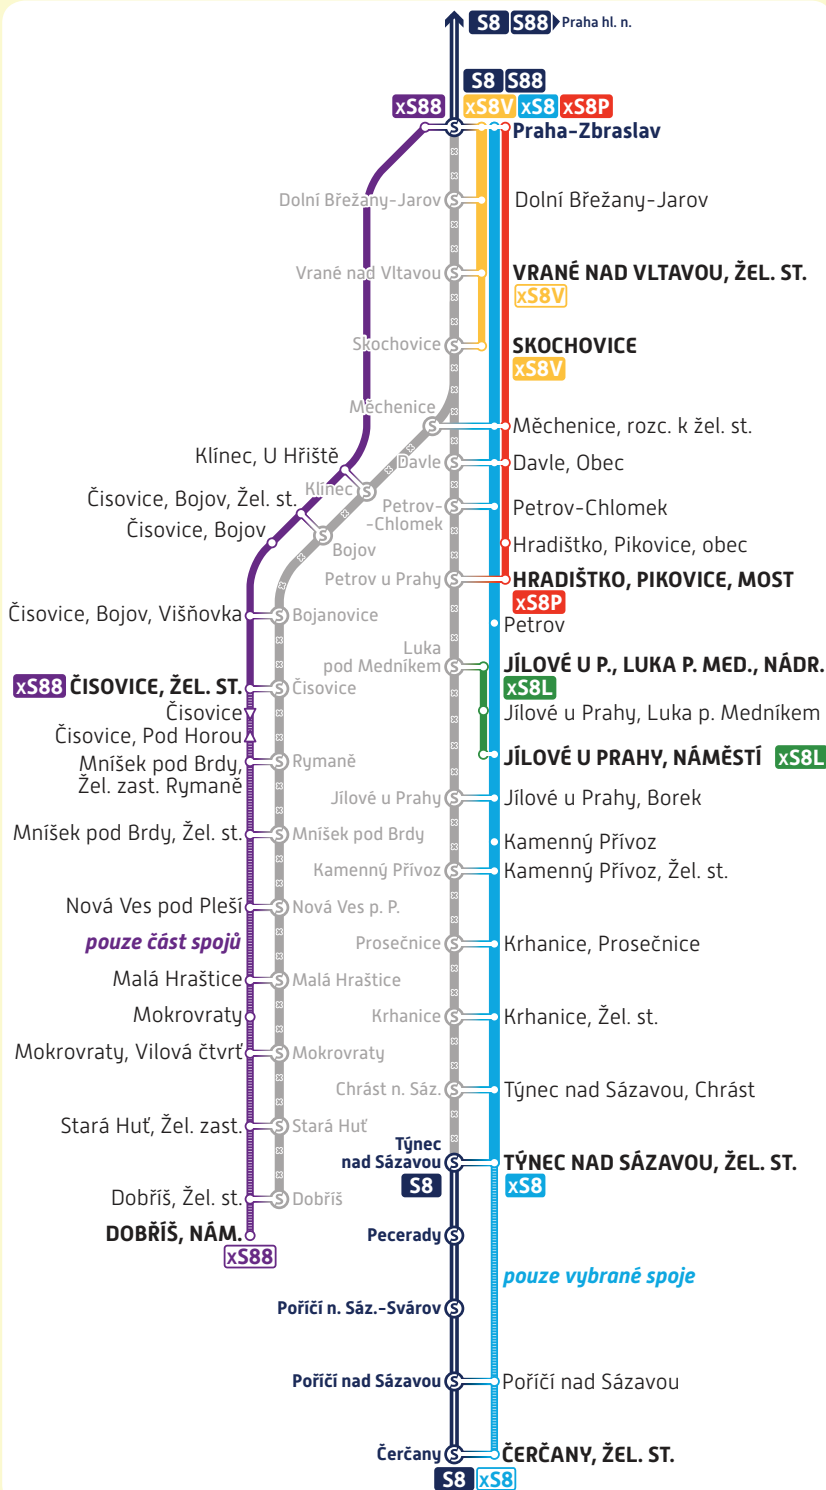 S8 S88 Praha hl. n.
S8 S88
xS88 xS8V xS8 xS8P
Praha-Zbraslav
Dolní Břežany-Jarov Dolní Břežany-Jarov
Vrané nad Vltavou VRANÉ NAD VLTAVOU, ŽEL. ST.
xS8V
Skochovice SKOCHOVICE
xS8V
Měchenice Měchenice, rozc. k žel. st.
Klínec, U Hřiště Davle Davle, Obec
Čisovice, Bojov, Žel. st. Klínec Petrov-
-Chlomek Petrov-Chlomek
Čisovice, Bojov Bojov Hradištko, Pikovice, obec
Petrov u Prahy HRADIŠTKO, PIKOVICE, MOST
xS8P
Čisovice, Bojov, Višňovka Bojanovice Petrov
Luka
pod Medníkem JÍLOVÉ U P., LUKA P. MED., NÁDR.
xS8L
xS88 ČISOVICE, ŽEL. ST. Čisovice
Čisovice Jílové u Prahy, Luka p. Medníkem
Čisovice, Pod Horou
JÍLOVÉ U PRAHY, NÁMĚSTÍ xS8L
Mníšek pod Brdy,
Žel. zast. Rymaně Rymaně
Jílové u Prahy Jílové u Prahy, Borek
Mníšek pod Brdy, Žel. st. Mníšek pod Brdy Kamenný Přívoz
Kamenný Přívoz Kamenný Přívoz, Žel. st.
Nová Ves pod Pleší Nová Ves p. P.
pouze část spojů Prosečnice Krhanice, Prosečnice
Malá Hraštice Malá Hraštice
Mokrovraty Krhanice Krhanice, Žel. st.
Mokrovraty, Vilová čtvrť Mokrovraty
Chrást n. Sáz. Týnec nad Sázavou, Chrást
Stará Huť, Žel. zast. Stará Huť
Týnec
nad Sázavou TÝNEC NAD SÁZAVOU, ŽEL. ST.
S8 xS8
Dobříš, Žel. st. Dobříš
DOBŘÍŠ, NÁM. Pecerady
xS88
pouze vybrané spoje
Poříčí n. Sáz.-Svárov
Poříčí nad Sázavou Poříčí nad Sázavou
Čerčany ČERČANY, ŽEL. ST.
S8 xS8